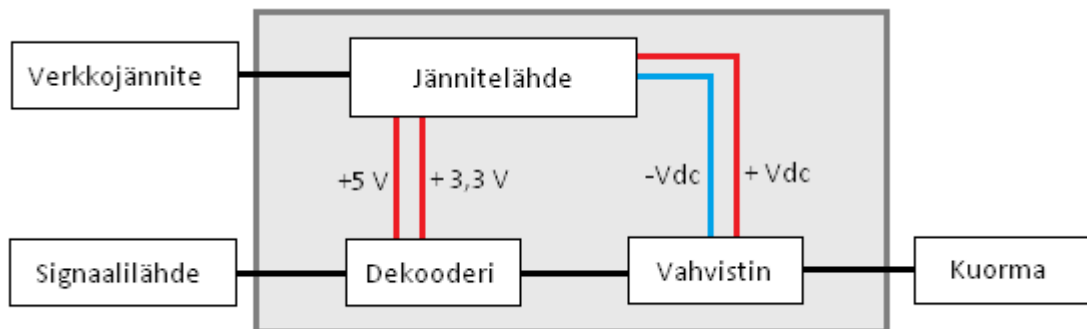 Verkkojännite
Jännitelähde
+5 V
+ 3,3 V
-Vdc
+ Vdc
Signaalilähde
Dekooderi
Vahvistin
Kuorma